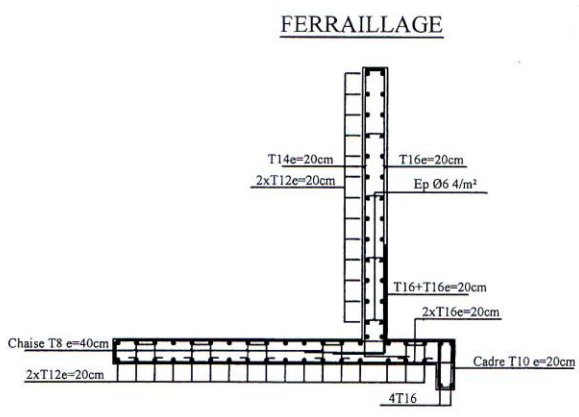 FERRAILLAGE
T14e=20cm
T16e=20cm
2xT12e=20cm
Ep Ø6 4/m²
T16+T16e=20cm
2xT16e=20cm
Chaise T8 e=40cm
Cadre T10 e=20cm
2xT12e=20cm
4T16